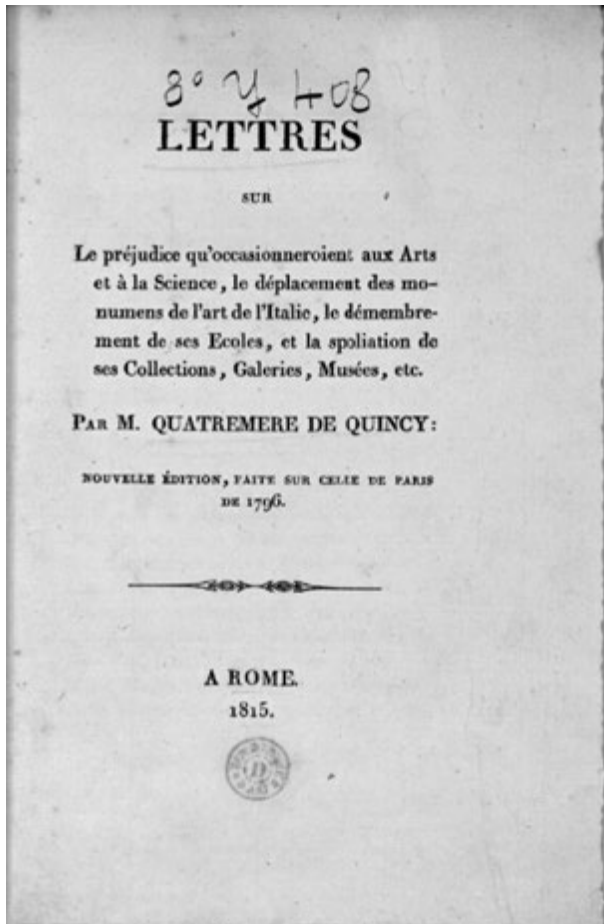 8° Y 408
LETTRES
SUR
Le préjudice qu'occasionneroient aux Arts
et à la Science, le déplacement des mo-
numens de l'art de l'Italie, le démembre-
ment de ses Ecoles, et la spoliation de
ses Collections, Galeries, Musées, etc.
PAR M. QUATREMERE DE QUINCY:
NOUVELLE ÉDITION, FAITE SUR CELLE DE PARIS
DE 1796.
A ROME.
1815.